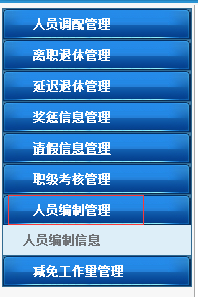 人员调配管理
离职退休管理
延迟退休管理
奖惩信息管理
请假信息管理
职级考核管理
人员编制管理
人员编制信息
减免工作量管理